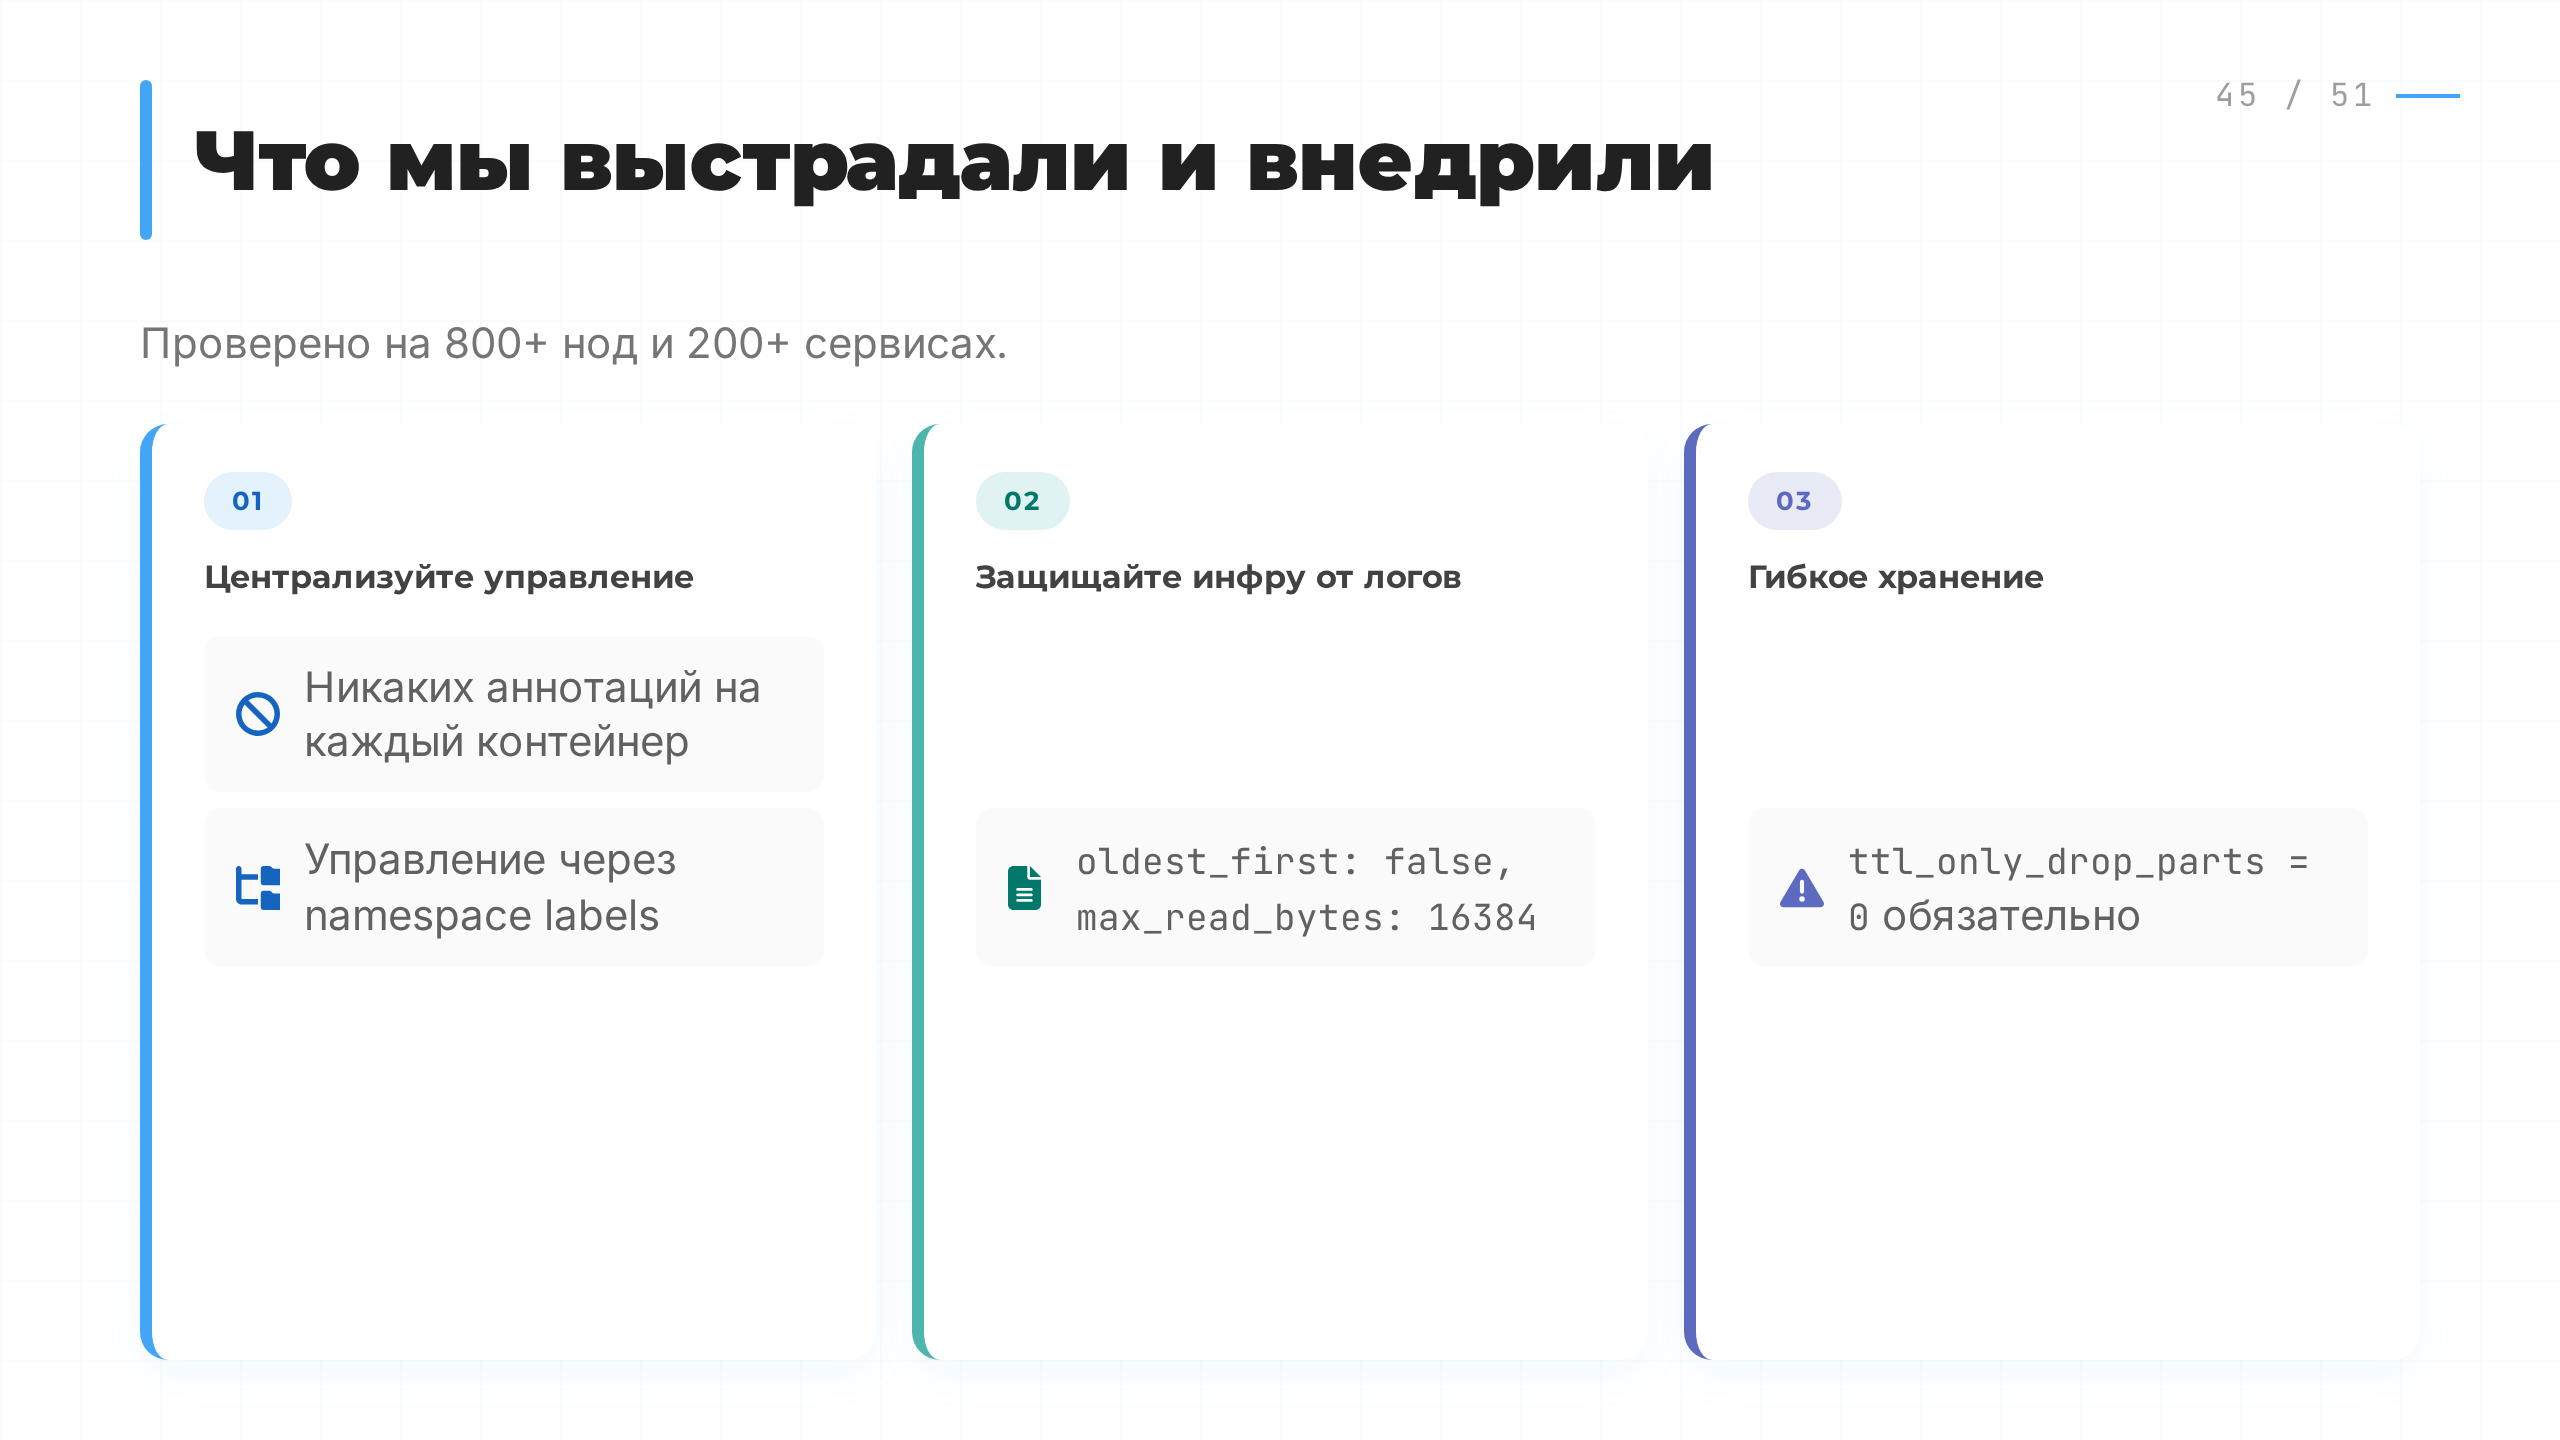 45 / 51
Что мы выстрадали и внедрили
Проверено на 800+ нод и 200+ сервисах.
01
Централизуйте управление
Никаких аннотаций на
каждый контейнер
Управление через
namespace labels
02
Защищайте инфру от логов
oldest_first: false,
max_read_bytes: 16384
03
Гибкое хранение
ttl_only_drop_parts =
0 обязательно